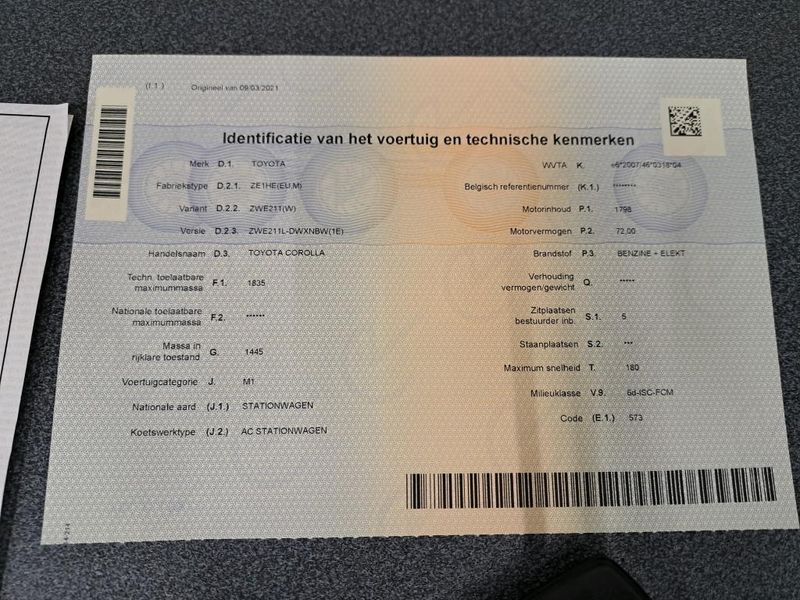 (I.1.) Origineel van 09/03/2021
Identificatie van het voertuig en technische kenmerken
Merk D.1. TOYOTA
Fabriekstype D.2.1. ZE1HE(EU,M)
Variant D.2.2. ZWE211(W)
Versie D.2.3. ZWE211L-DWXNBW(1E)
Handelsnaam D.3. TOYOTA COROLLA
Techn. toelaatbare
maximummassa F.1. 1835
Nationale toelaatbare
maximummassa F.2. ******
Massa in
rijklare toestand G. 1445
Voertuigcategorie J. M1
Nationale aard (J.1.) STATIONWAGEN
Koetswerktype (J.2.) AC STATIONWAGEN
WVTA K. e6*2007/46*0318*04
Belgisch referentienummer (K.1.) ********
Motorinhoud P.1. 1798
Motorvermogen P.2. 72,00
Brandstof P.3. BENZINE + ELEKT
Verhouding
vermogen/gewicht Q. *****
Zitplaatsen
bestuurder inb. S.1. 5
Staanplaatsen S.2. ***
Maximum snelheid T. 180
Milieuklasse V.9. 6d-ISC-FCM
Code (E.1.) 573